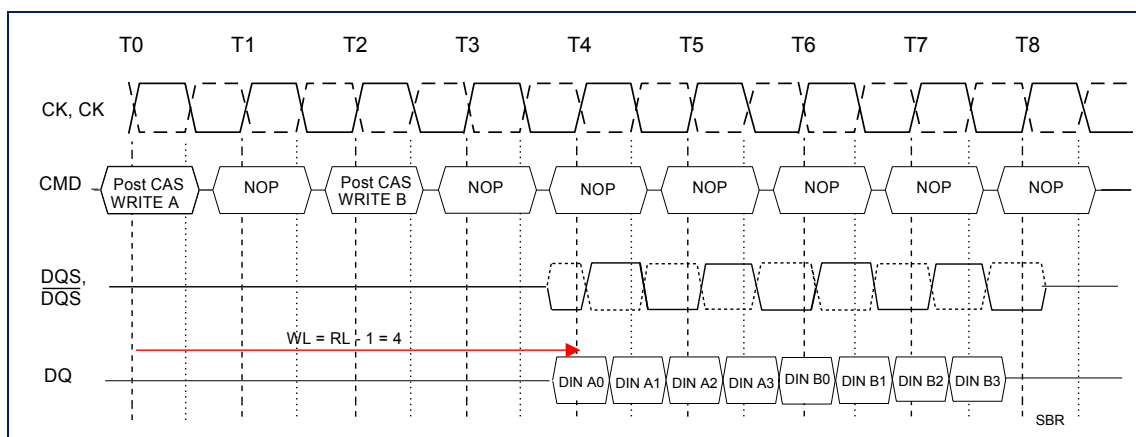 T0 T1 T2 T3 T4 T5 T6 T7 T8
CK, CK
CMD Post CAS WRITE A NOP Post CAS WRITE B NOP NOP NOP NOP NOP NOP
DQS,
DQS
WL = RL - 1 = 4
DQ DIN A0 DIN A1 DIN A2 DIN A3 DIN B0 DIN B1 DIN B2 DIN B3
SBR